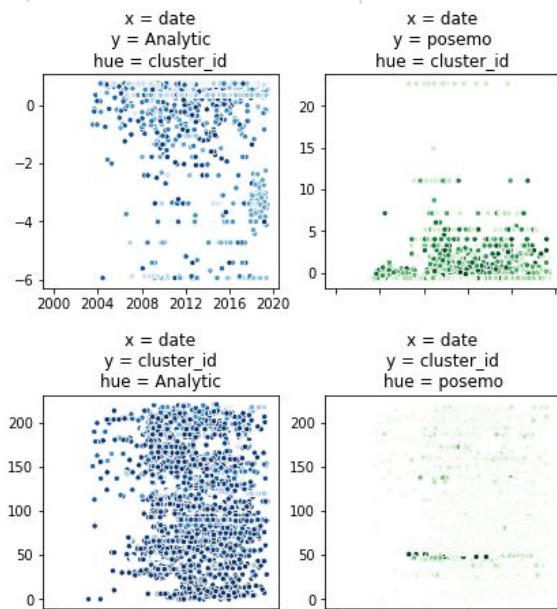 x = date
y = Analytic
hue = cluster_id
x = date
y = posemo
hue = cluster_id
0
−2
−4
−6
2000 2004 2008 2012 2016 2020
20
15
10
5
0
x = date
y = cluster_id
hue = Analytic
x = date
y = cluster_id
hue = posemo
200
150
100
50
0
200
150
100
50
0